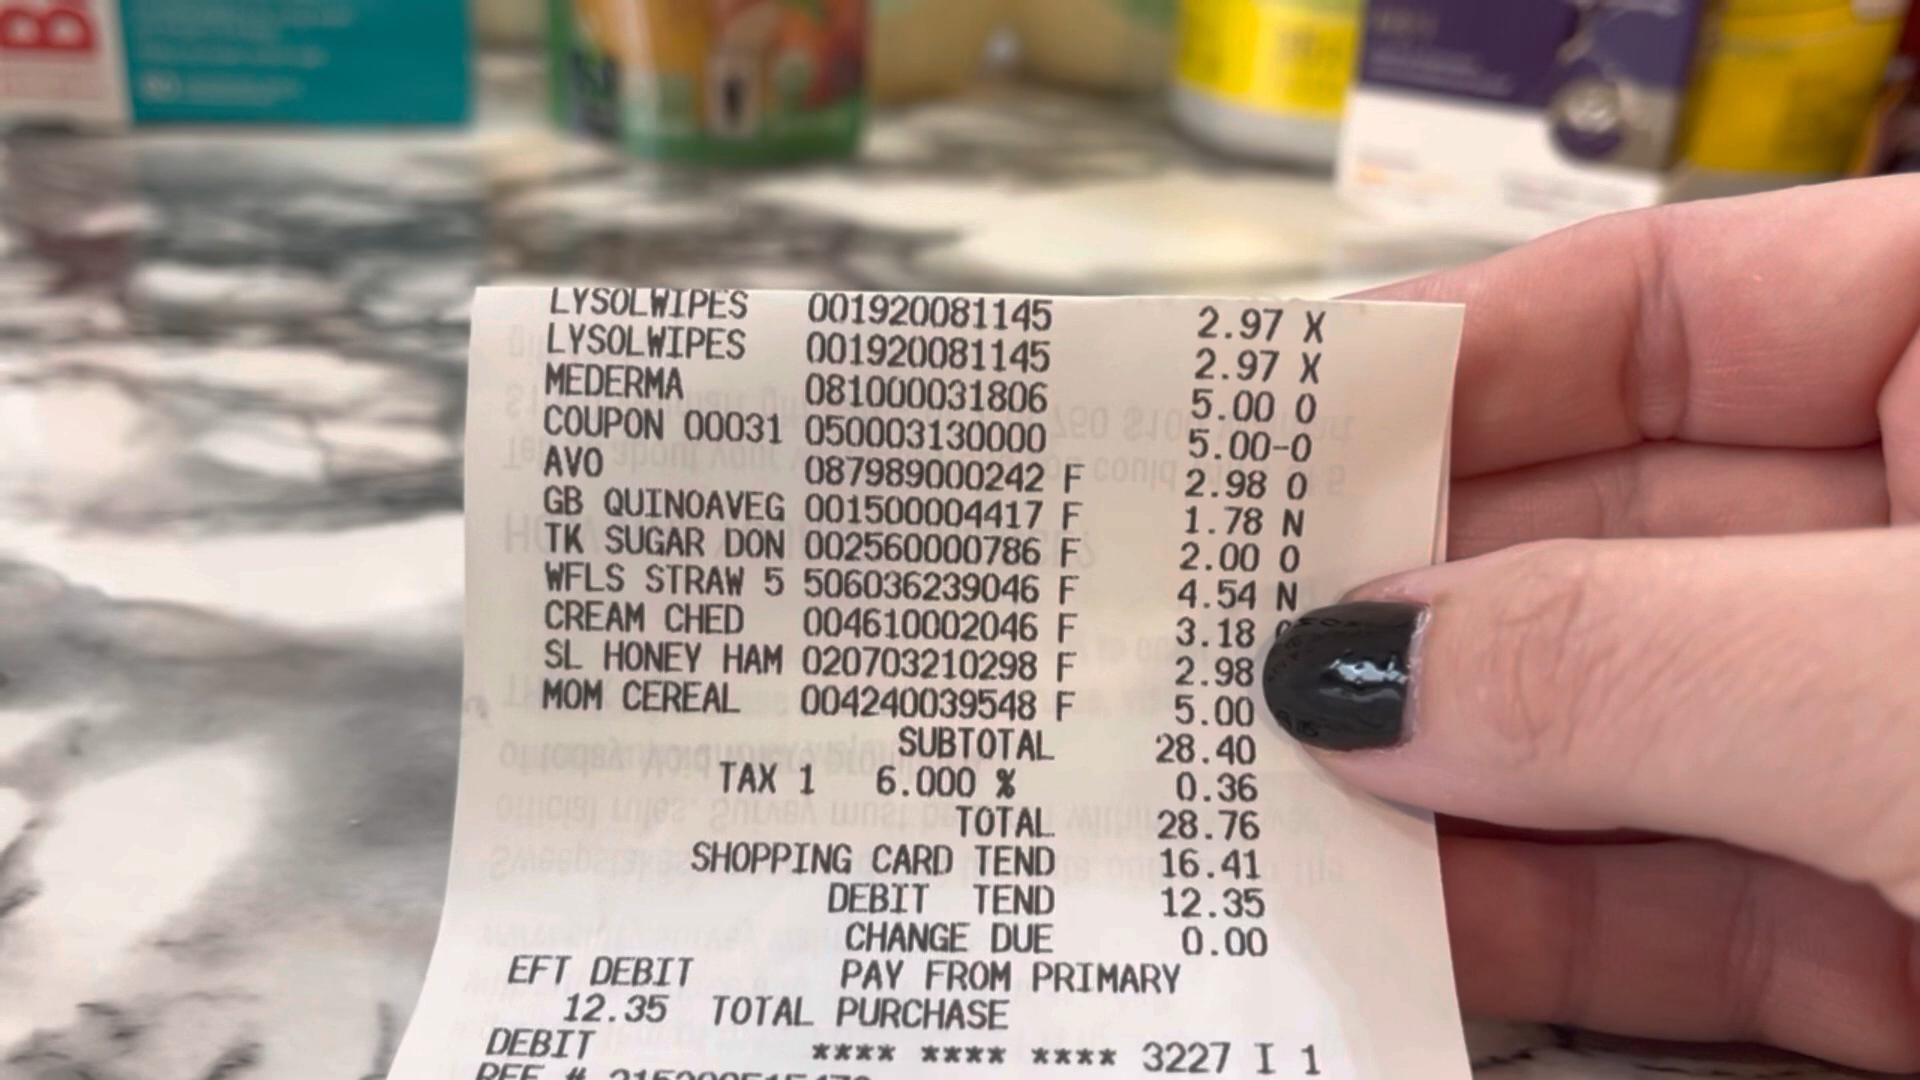 LYSOLWIPES 001920081145 2.97 X
LYSOLWIPES 001920081145 2.97 X
MEDERMA 081000031806 5.00 O
COUPON 00031 050003130000 5.00-O
AVO 087989000242 F 2.98 O
GB QUINOAVEG 001500004417 F 1.78 N
TK SUGAR DON 002560000786 F 2.00 O
WFLS STRAW 5 506036239046 F 4.54 N
CREAM CHED 004610002046 F 3.18
SL HONEY HAM 020703210298 F 2.98
MOM CEREAL 004240039548 F 5.00
SUBTOTAL 28.40
TAX 1 6.000 % 0.36
TOTAL 28.76
SHOPPING CARD TEND 16.41
DEBIT TEND 12.35
CHANGE DUE 0.00
EFT DEBIT PAY FROM PRIMARY
12.35 TOTAL PURCHASE
DEBIT **** **** **** 3227 I 1
REF #